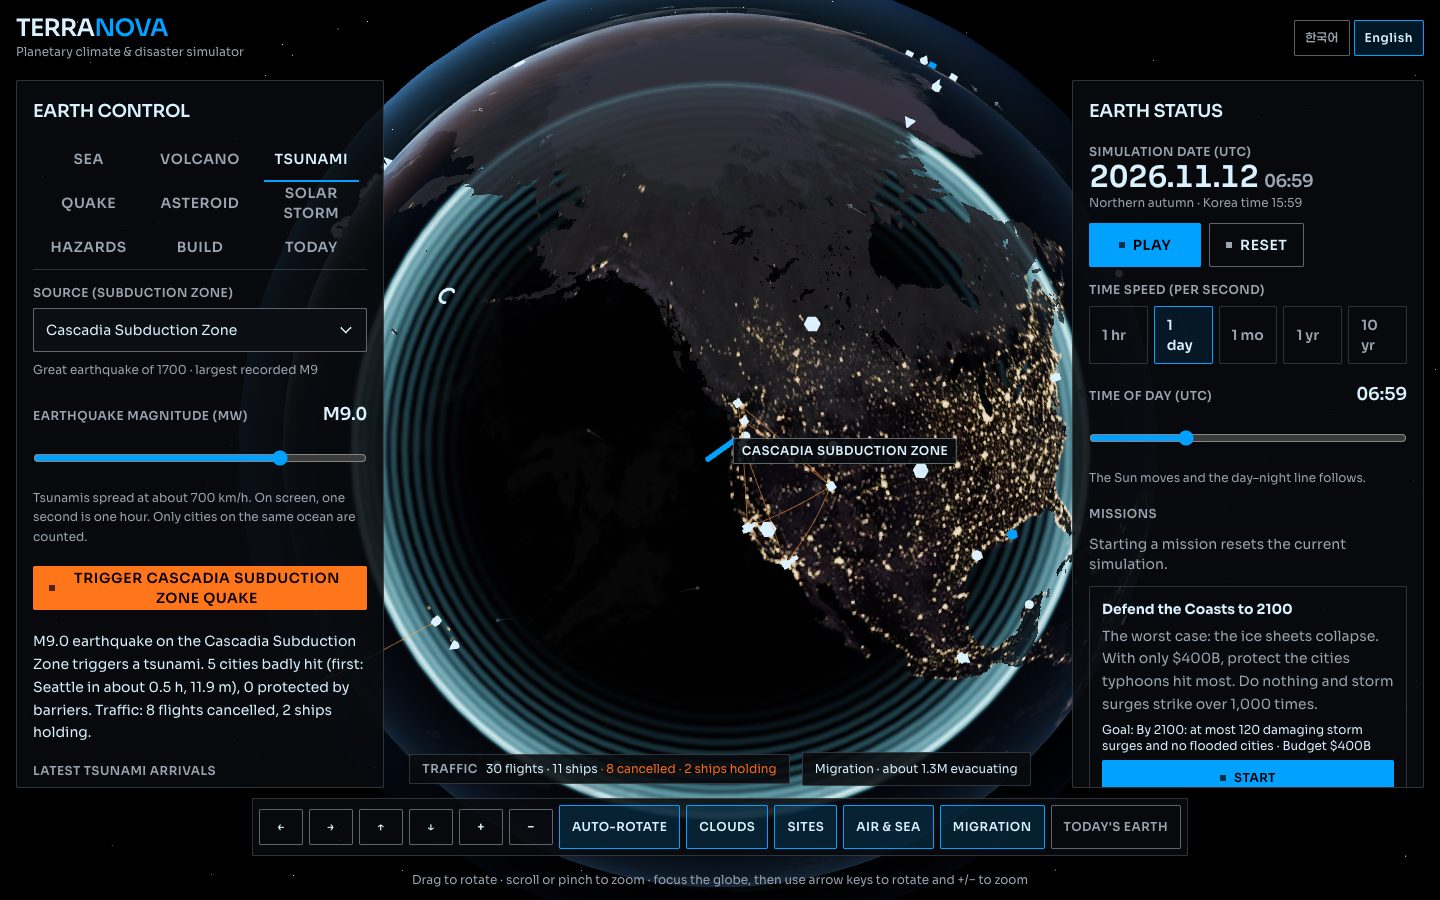 TERRANOVA
Planetary climate & disaster simulator
한국어
English
EARTH CONTROL
SEA
VOLCANO
TSUNAMI
QUAKE
ASTEROID
SOLAR
STORM
HAZARDS
BUILD
TODAY
SOURCE (SUBDUCTION ZONE)
Cascadia Subduction Zone
Great earthquake of 1700 · largest recorded M9
EARTHQUAKE MAGNITUDE (MW)
M9.0
Tsunamis spread at about 700 km/h. On screen, one
second is one hour. Only cities on the same ocean are
counted.
TRIGGER CASCADIA SUBDUCTION
ZONE QUAKE
M9.0 earthquake on the Cascadia Subduction
Zone triggers a tsunami. 5 cities badly hit (first:
Seattle in about 0.5 h, 11.9 m), 0 protected by
barriers. Traffic: 8 flights cancelled, 2 ships
holding.
LATEST TSUNAMI ARRIVALS
CASCADIA SUBDUCTION ZONE
TRAFFIC 30 flights · 11 ships · 8 cancelled · 2 ships holding
Migration · about 1.3M evacuating
EARTH STATUS
SIMULATION DATE (UTC)
2026.11.12 06:59
Northern autumn · Korea time 15:59
PLAY
RESET
TIME SPEED (PER SECOND)
1 hr
1
day
1 mo
1 yr
10
yr
TIME OF DAY (UTC)
06:59
The Sun moves and the day–night line follows.
MISSIONS
Starting a mission resets the current
simulation.
Defend the Coasts to 2100
The worst case: the ice sheets collapse.
With only $400B, protect the cities
typhoons hit most. Do nothing and storm
surges strike over 1,000 times.
Goal: By 2100: at most 120 damaging storm
surges and no flooded cities · Budget $400B
START
← → ↑ ↓ + − AUTO-ROTATE CLOUDS SITES AIR & SEA MIGRATION TODAY'S EARTH
Drag to rotate · scroll or pinch to zoom · focus the globe, then use arrow keys to rotate and +/− to zoom